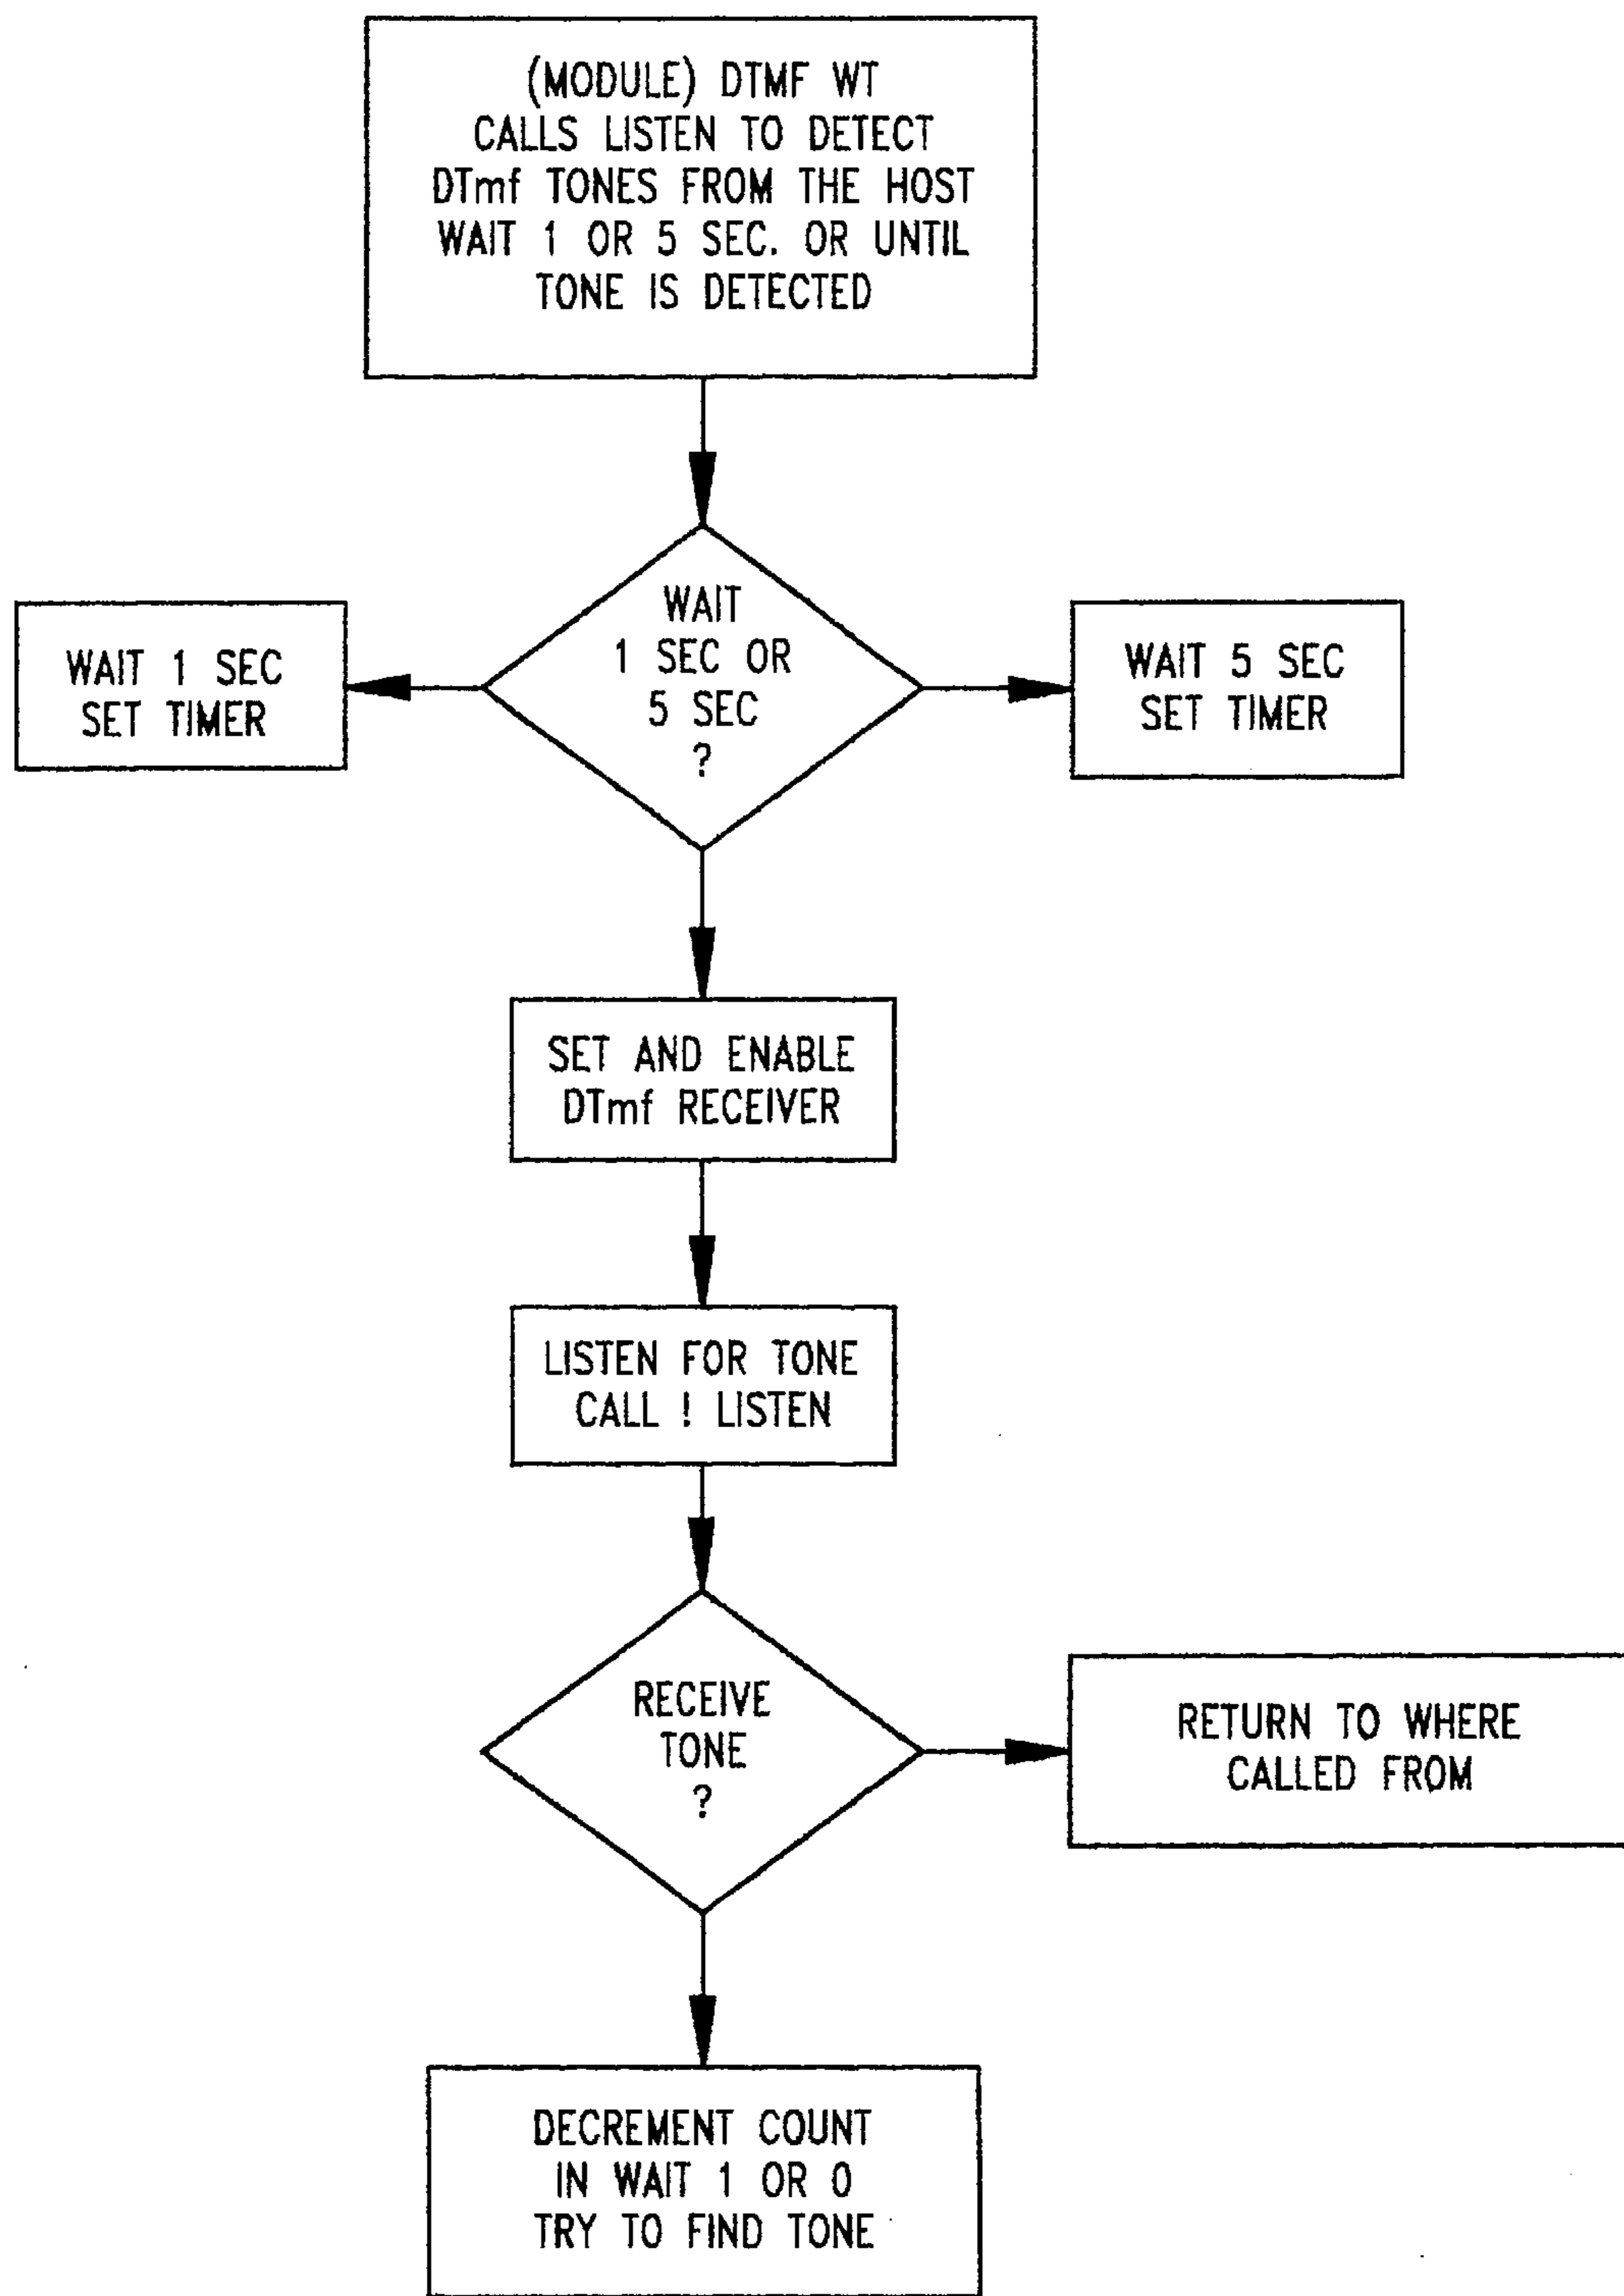 (MODULE) DTMF WT
CALLS LISTEN TO DETECT
DTmf TONES FROM THE HOST
WAIT 1 OR 5 SEC. OR UNTIL
TONE IS DETECTED
WAIT
1 SEC OR
5 SEC
?
WAIT 1 SEC
SET TIMER
WAIT 5 SEC
SET TIMER
SET AND ENABLE
DTmf RECEIVER
LISTEN FOR TONE
CALL ! LISTEN
RECEIVE
TONE
?
RETURN TO WHERE
CALLED FROM
DECREMENT COUNT
IN WAIT 1 OR 0
TRY TO FIND TONE